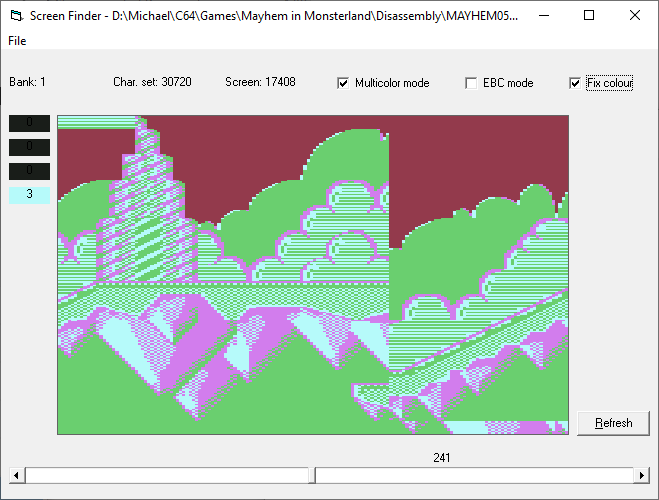 Screen Finder - D:\Michael\C64\Games\Mayhem in Monsterland\Disassembly\MAYHEM05...
File
Bank: 1 Char. set: 30720 Screen: 17408 Multicolor mode EBC mode Fix colour
0
0
0
3
Refresh
241